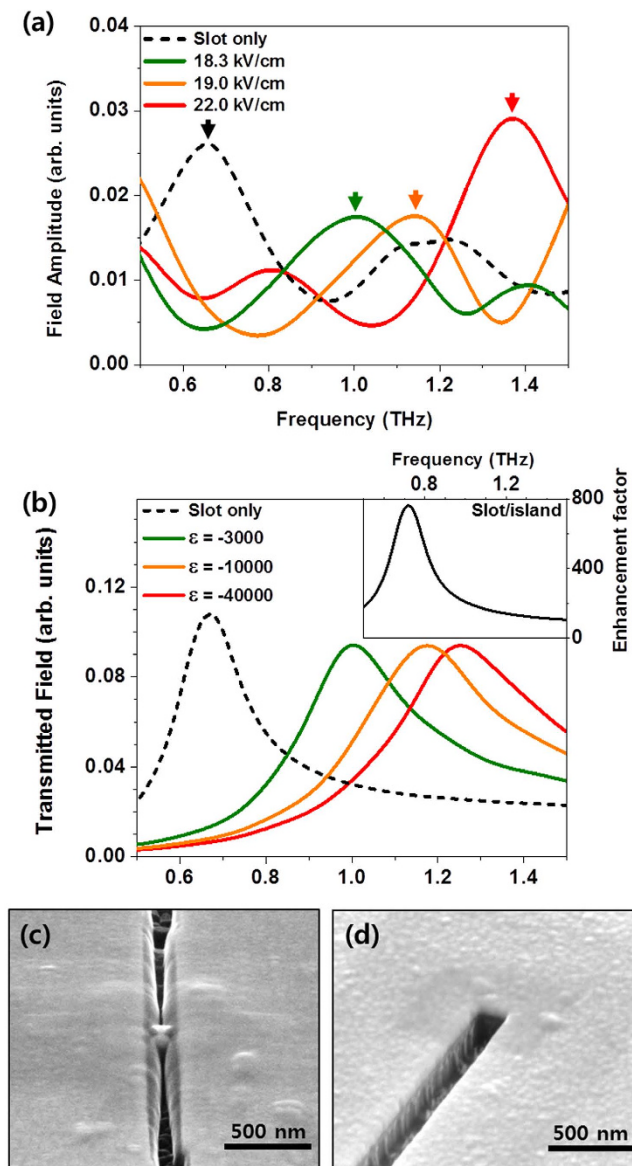 (a)
0.04
0.03
0.02
0.01
0.00
Field Amplitude (arb. units)
Slot only
18.3 kV/cm
19.0 kV/cm
22.0 kV/cm
0.6 0.8 1.0 1.2 1.4
Frequency (THz)
(b)
Frequency (THz)
0.8 1.2
Slot/island
800
400
0
Enhancement factor
Slot only
ε = -3000
ε = -10000
ε = -40000
0.12
0.08
0.04
0.00
Transmitted Field (arb. units)
0.6 0.8 1.0 1.2 1.4
(c)
500 nm
(d)
500 nm